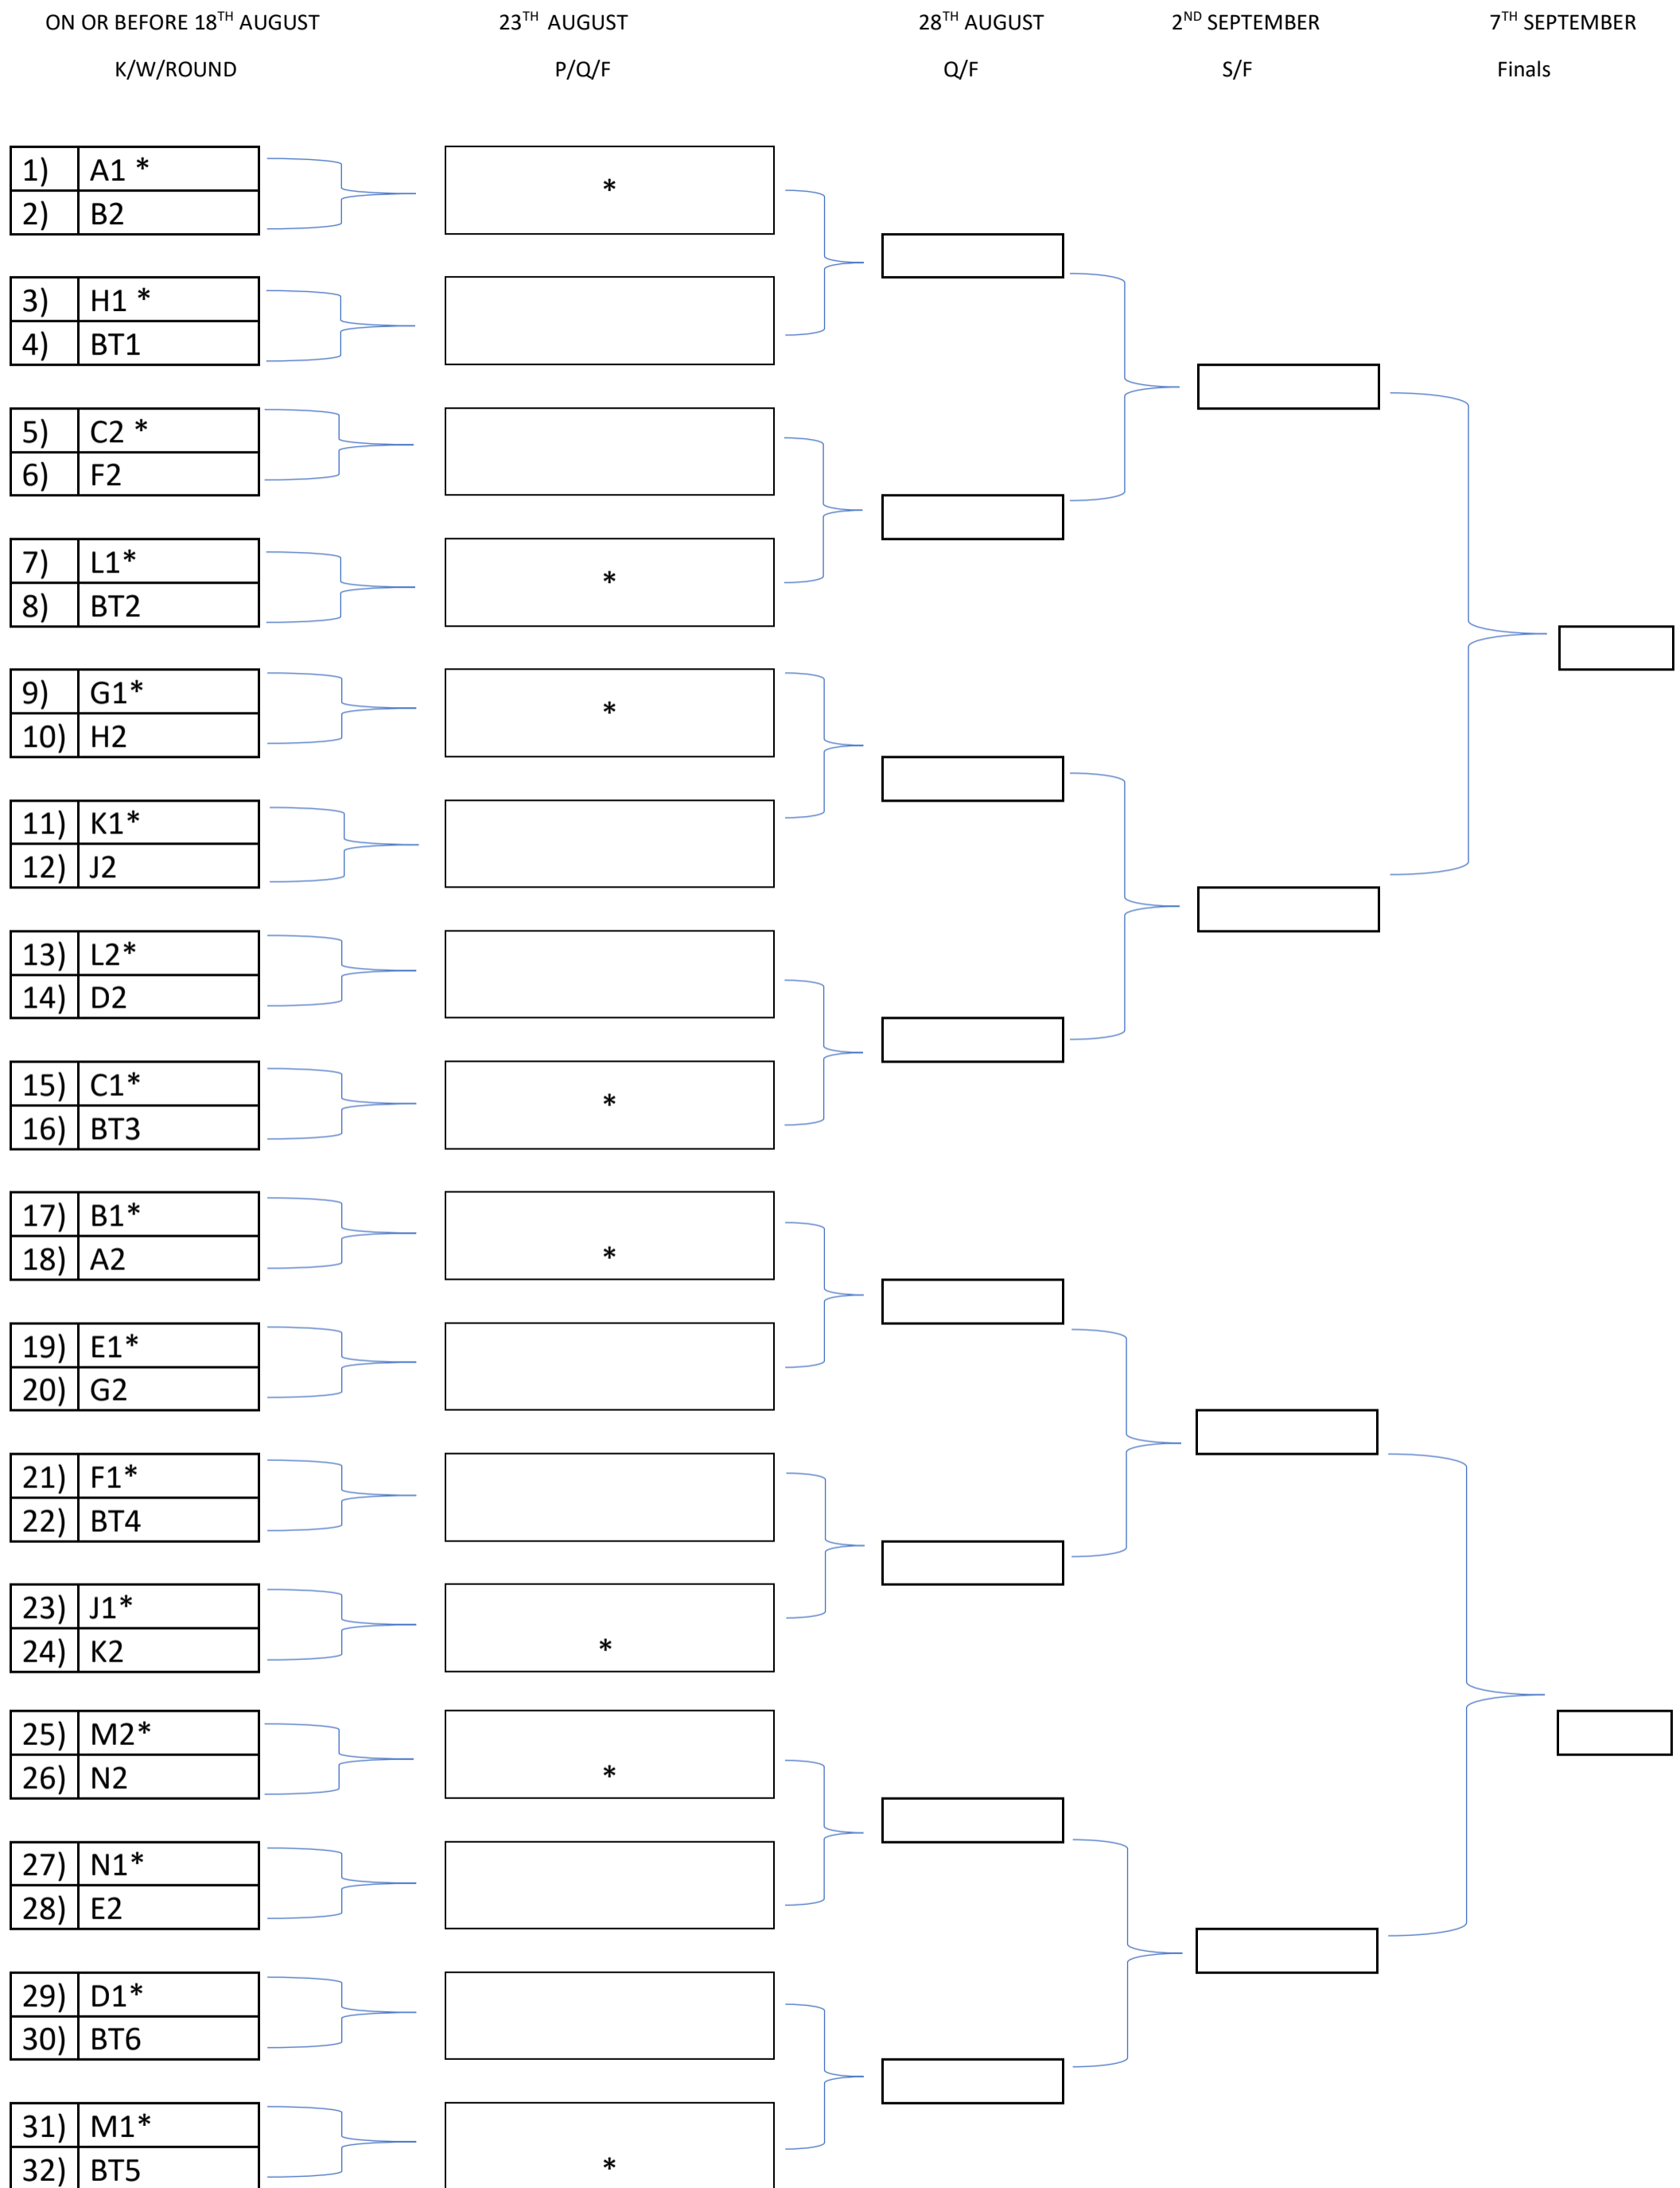 ON OR BEFORE 18TH AUGUST 23TH AUGUST 28TH AUGUST 2ND SEPTEMBER 7TH SEPTEMBER
K/W/ROUND P/Q/F Q/F S/F Finals
1) A1 * *
2) B2
3) H1 *
4) BT1
5) C2 *
6) F2
7) L1* *
8) BT2
9) G1* *
10) H2
11) K1*
12) J2
13) L2*
14) D2
15) C1* *
16) BT3
17) B1*
18) A2 *
19) E1*
20) G2
21) F1*
22) BT4
23) J1*
24) K2 *
25) M2*
26) N2 *
27) N1*
28) E2
29) D1*
30) BT6
31) M1*
32) BT5 *